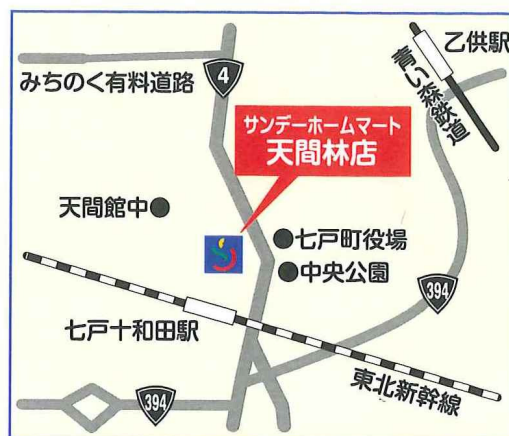 乙供駅
4
みちのく有料道路
青い森鉄道
サンデーホームマート
天間林店
天間館中
七戸町役場
中央公園
394
七戸十和田駅
東北新幹線
394